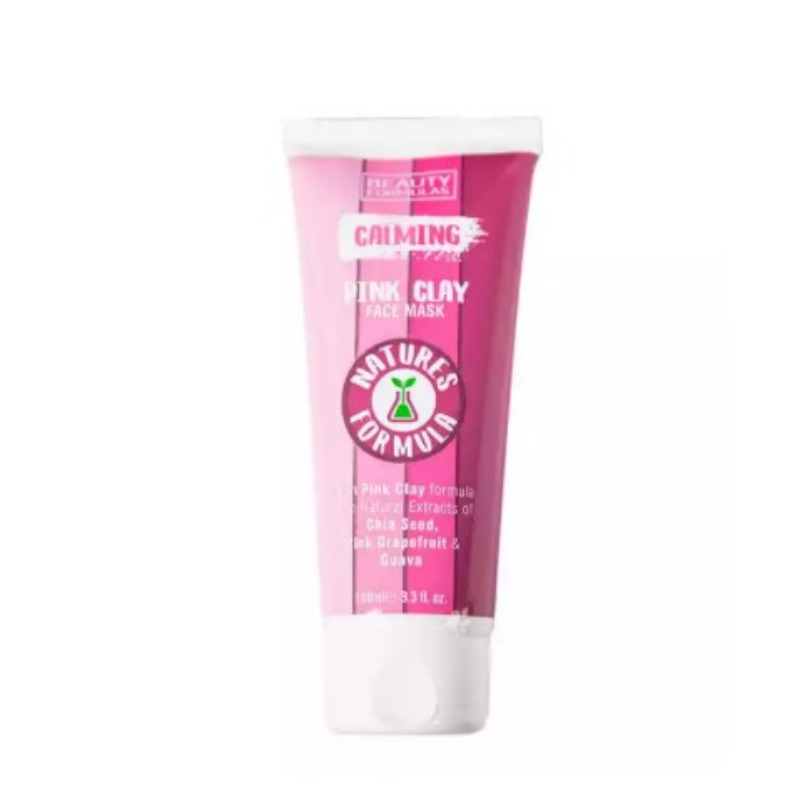 BEAUTY
FORMULAS
CALMING
PINK CLAY
FACE MASK
NATURES
FORMULA
Pink Clay formula
Natural Extracts of
Chia Seed,
Grapefruit &
Guava
3.3 fl. oz.